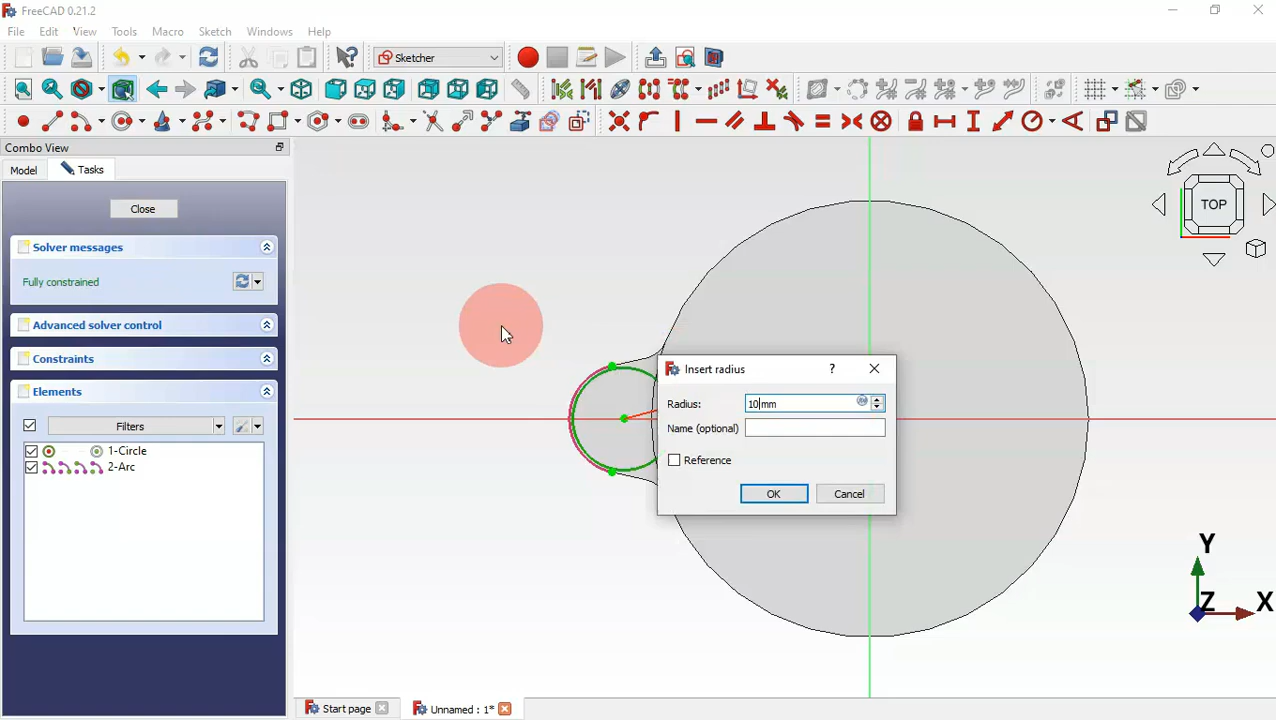 FreeCAD 0.21.2
File Edit View Tools Macro Sketch Windows Help
Sketcher
Combo View
Model Tasks
TOP
Close
Solver messages
Fully constrained
Advanced solver control
Constraints
Insert radius ? 
Elements
Radius: 10 mm
Filters
Name (optional)
1-Circle
Reference
2-Arc
OK Cancel
Y
Z X
Start page Unnamed : 1*